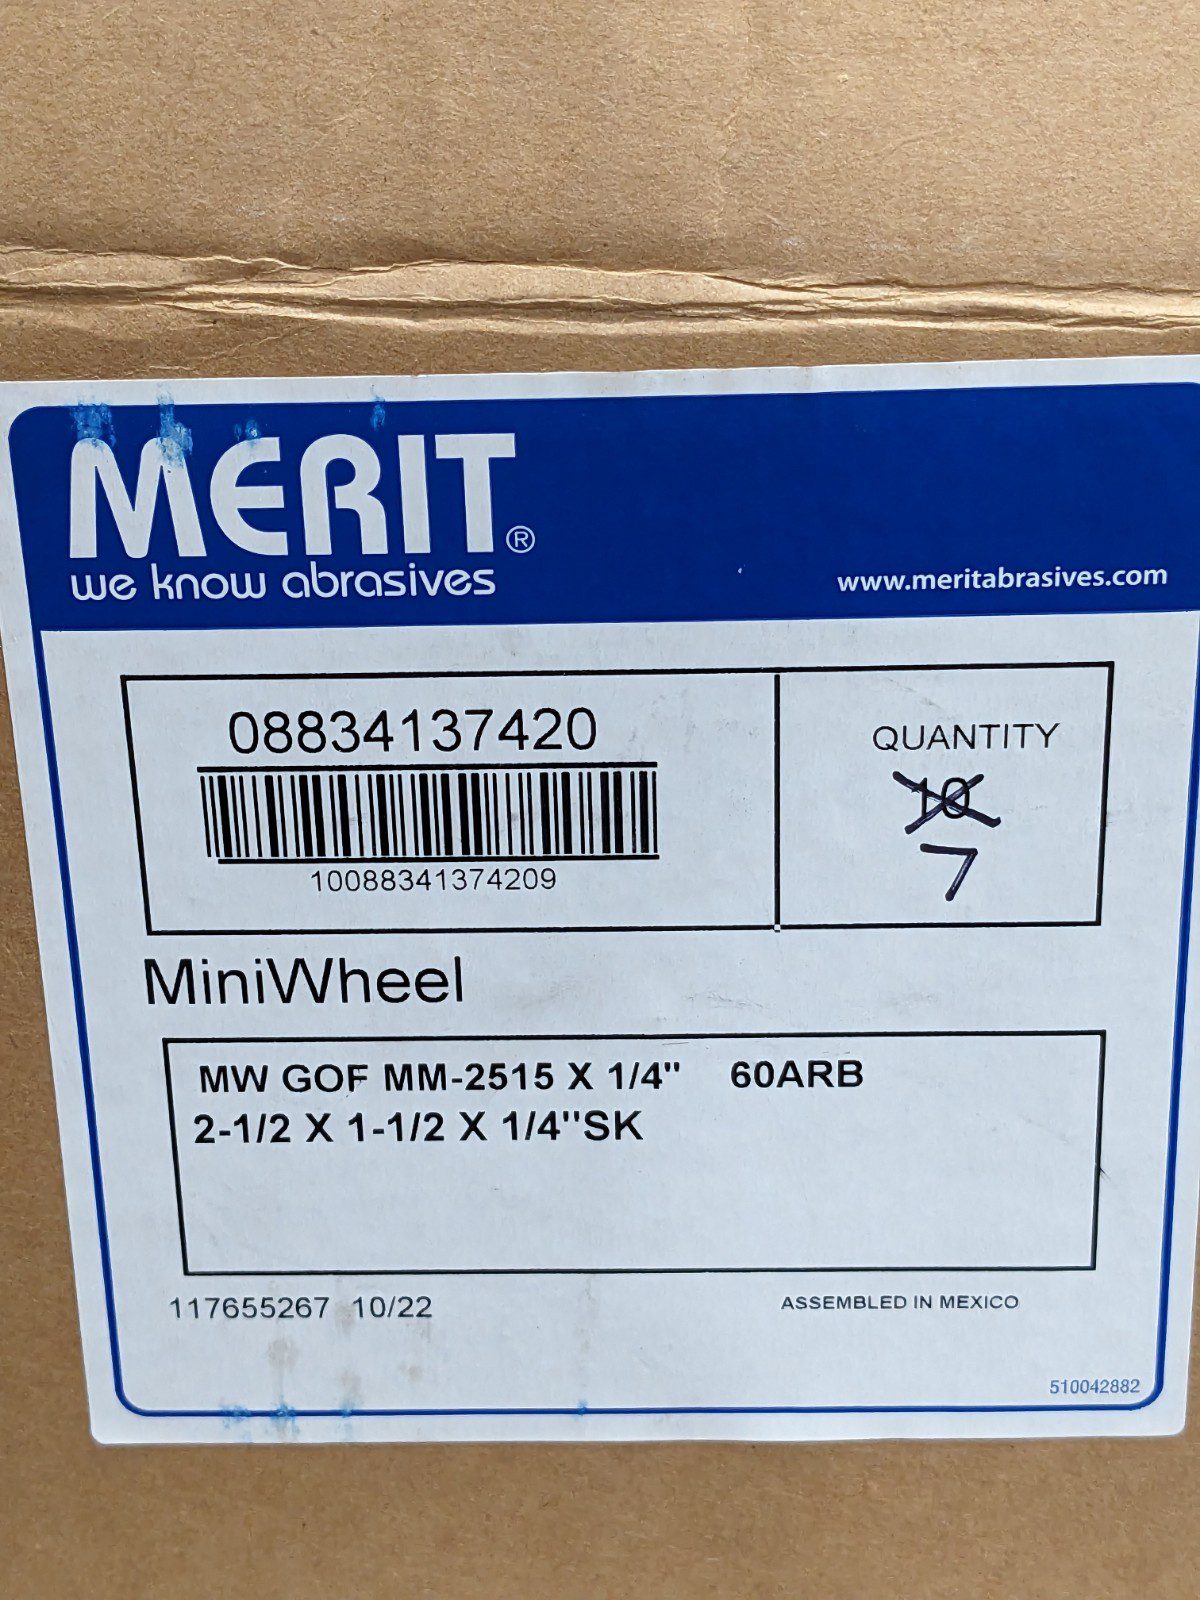 MERIT®
we know abrasives
www.meritabrasives.com
08834137420
10088341374209
QUANTITY
10
7
MiniWheel
MW GOF MM-2515 X 1/4" 60ARB
2-1/2 X 1-1/2 X 1/4''SK
117655267 10/22
ASSEMBLED IN MEXICO
510042882